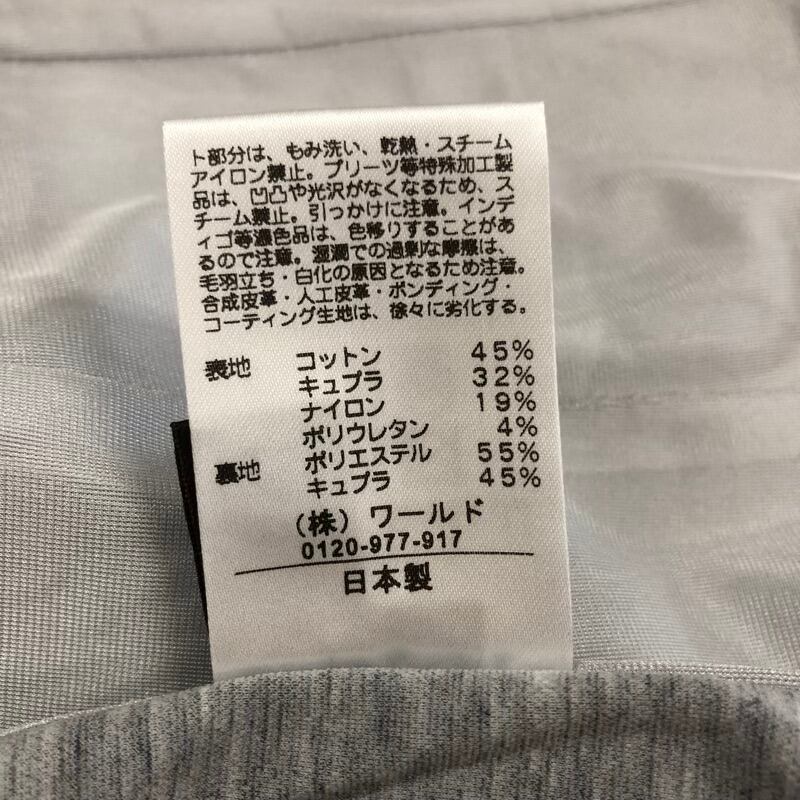 ト部分は、もみ洗い、乾熱・スチーム
アイロン禁止。プリーツ等特殊加工製
品は、凹凸や光沢がなくなるため、ス
チーム禁止。引っかけに注意。インデ
ィゴ等濃色品は、色移りすることがあ
るので注意。湿潤での過剰な摩擦は、
毛羽立ち・白化の原因となるため注意。
合成皮革・人工皮革・ボンディング・
コーティング生地は、徐々に劣化する。
表地 コットン 45%
キュプラ 32%
ナイロン 19%
ポリウレタン 4%
裏地 ポリエステル 55%
キュプラ 45%
(株) ワールド
0120-977-917
日本製